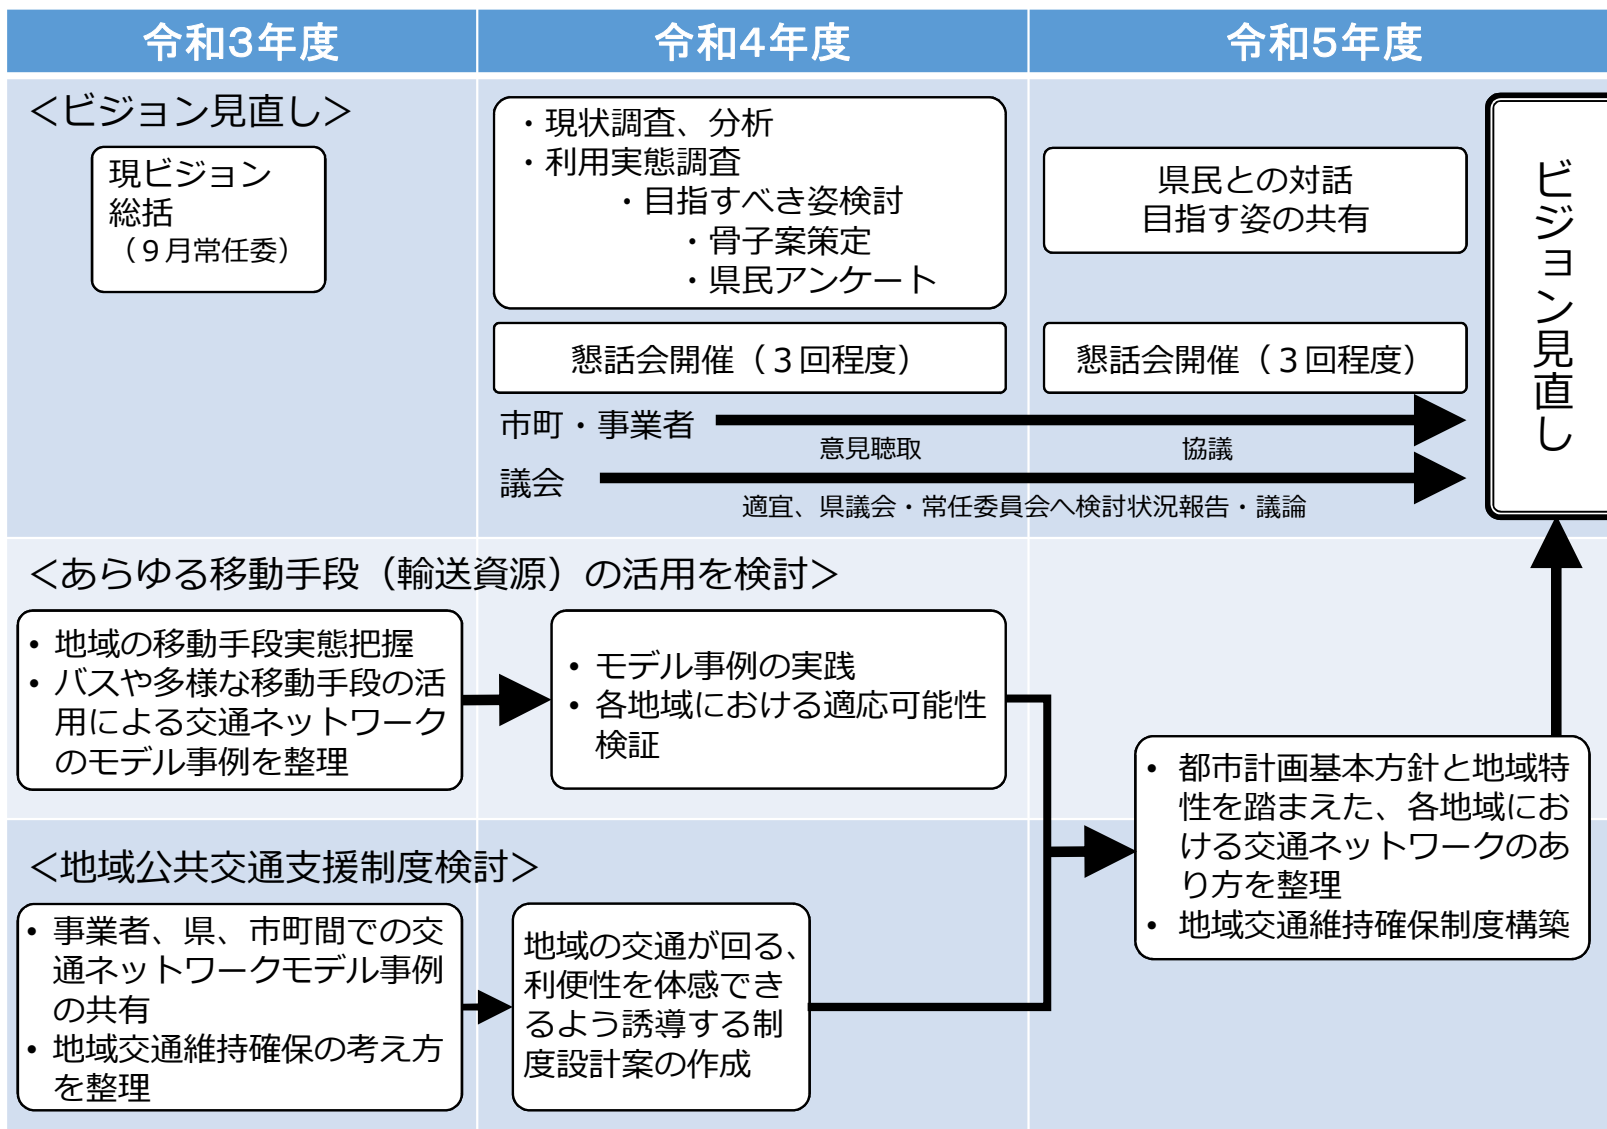 令和3年度
令和4年度
令和5年度
＜ビジョン見直し＞
現ビジョン
総括
（９月常任委）
・現状調査、分析
・利用実態調査
・目指すべき姿検討
・骨子案策定
・県民アンケート
県民との対話
目指す姿の共有
懇話会開催（３回程度）
懇話会開催（３回程度）
市町・事業者
意見聴取
協議
議会
適宜、県議会・常任委員会へ検討状況報告・議論
ビジョン見直し
＜あらゆる移動手段（輸送資源）の活用を検討＞
• 地域の移動手段実態把握
• バスや多様な移動手段の活
用による交通ネットワーク
のモデル事例を整理
• モデル事例の実践
• 各地域における適応可能性
検証
• 都市計画基本方針と地域特
性を踏まえた、各地域にお
ける交通ネットワークのあ
り方を整理
• 地域交通維持確保制度構築
＜地域公共交通支援制度検討＞
• 事業者、県、市町間での交
通ネットワークモデル事例
の共有
• 地域交通維持確保の考え方
を整理
地域の交通が回る、
利便性を体感でき
るよう誘導する制
度設計案の作成